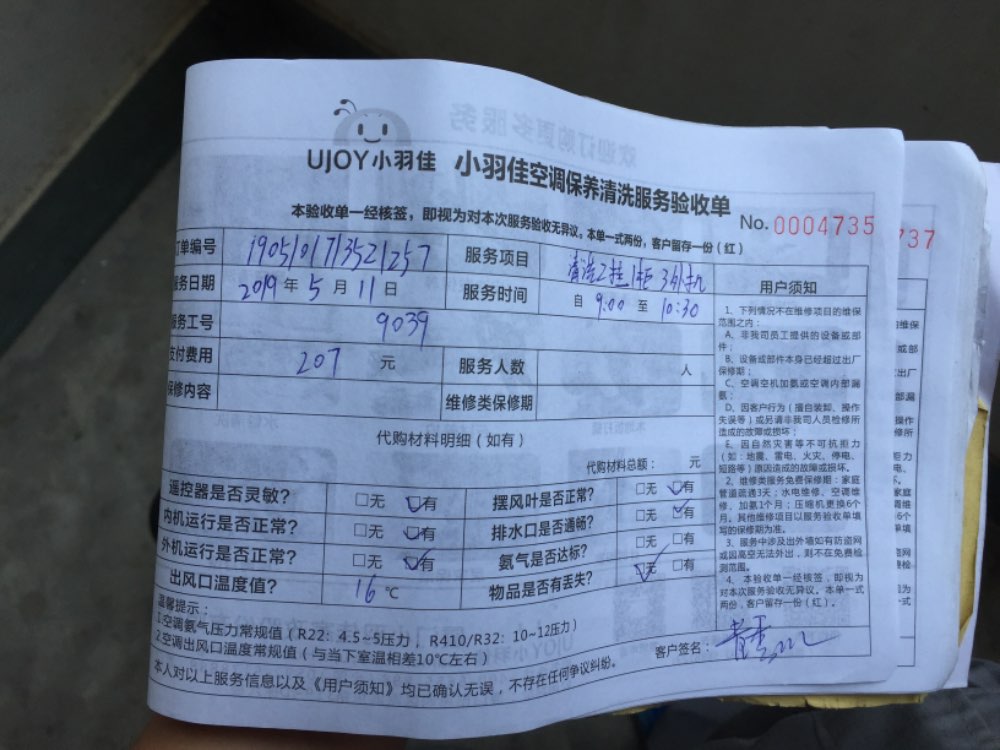 欢迎订购更多服务
UJOY小羽佳 小羽佳空调保养清洗服务验收单
本验收单一经核签，即视为对本次服务验收无异议，本单一式两份，客户留存一份（红）
No. 0004735
737
订单编号 190510173521257 服务项目 清洗2挂1柜3外机
服务日期 2019年5月11日 服务时间 自9:00至10:30
服务工号 9039
支付费用 207 元 服务人数 人
保修内容 维修类保修期
代购材料明细（如有）
代购材料总额： 元
遥控器是否灵敏？ □无 □有 摆风叶是否正常？ □无 □有
内机运行是否正常？ □无 □有 排水口是否通畅？ □无 □有
外机运行是否正常？ □无 □有 氨气是否达标？ □无 □有
出风口温度值？ 16℃ 物品是否有丢失？ □无 □有
温馨提示：
1.空调氨气压力常规值（R22：4.5~5压力， R410/R32：10~12压力）
2.空调出风口温度常规值（与当下室温相差10℃左右）
本人对以上服务信息以及《用户须知》均已确认无误，不存在任何争议纠纷。
用户须知
1、下列情况不在维修项目的维保
范围之内：
A、非我司员工提供的设备或部
件；
B、设备或部件本身已经超过出厂
保修期；
C、空调空机加氨或空调内部漏
氨；
D、因客户行为（擅自装卸、操作
失误等）或另请非我司人员检修所
造成的故障或损坏；
E、因自然灾害等不可抗拒力
（如：地震、雷电、火灾、停电、
短路等）原因造成的故障或损坏。
2、维修类服务免费保修期：家庭
管道疏通3天；水电维修、空调维
修、加氨1个月；压缩机更换6个
月。其他维修项目以服务验收单填
写的保修期为准。
3、服务中涉及出外墙如有防盗网
或因高空无法外出，则不在免费检
测范围。
4、本验收单一经核签，即视为
对本次服务验收无异议。本单一式
两份，客户留存一份（红）。
客户签名：